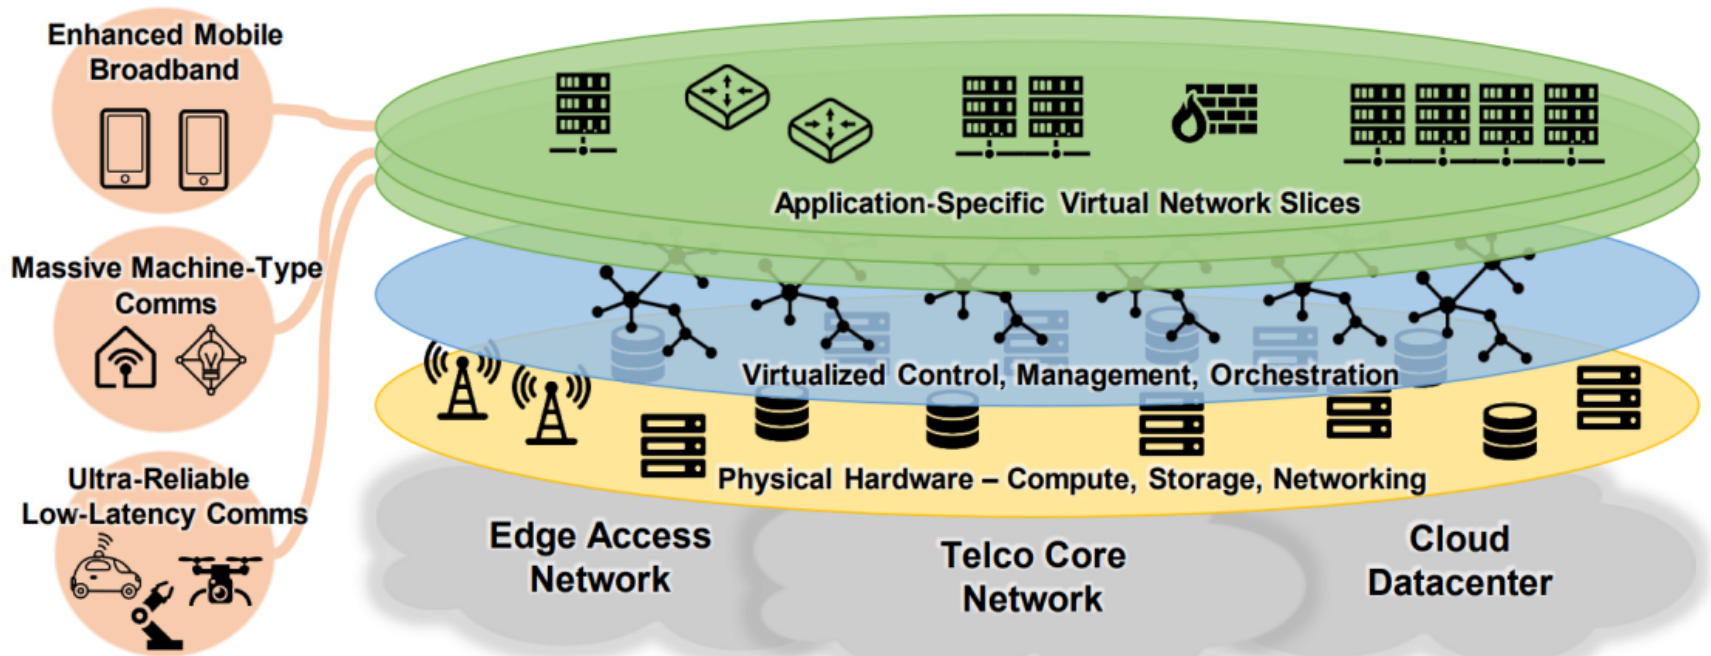 Enhanced Mobile
Broadband
Massive Machine-Type
Comms
Ultra-Reliable
Low-Latency Comms
Application-Specific Virtual Network Slices
Virtualized Control, Management, Orchestration
Physical Hardware – Compute, Storage, Networking
Edge Access
Network
Telco Core
Network
Cloud
Datacenter